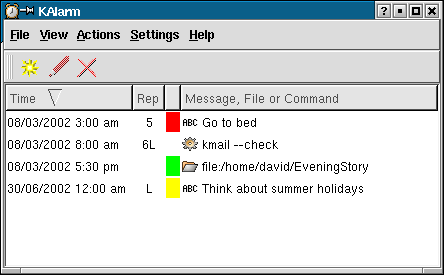 KAlarm
File View Actions Settings Help
Time Rep Message, File or Command
08/03/2002 3:00 am 5 ABC Go to bed
08/03/2002 8:00 am 6L kmail --check
08/03/2002 5:30 pm file:/home/david/EveningStory
30/06/2002 12:00 am L ABC Think about summer holidays